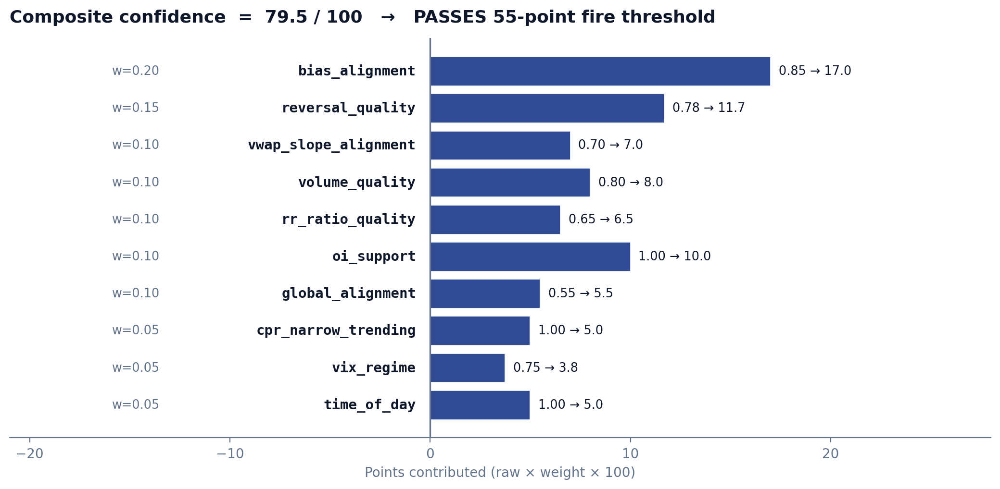 Composite confidence = 79.5 / 100 → PASSES 55-point fire threshold
w=0.20 bias_alignment 0.85 → 17.0
w=0.15 reversal_quality 0.78 → 11.7
w=0.10 vwap_slope_alignment 0.70 → 7.0
w=0.10 volume_quality 0.80 → 8.0
w=0.10 rr_ratio_quality 0.65 → 6.5
w=0.10 oi_support 1.00 → 10.0
w=0.10 global_alignment 0.55 → 5.5
w=0.05 cpr_narrow_trending 1.00 → 5.0
w=0.05 vix_regime 0.75 → 3.8
w=0.05 time_of_day 1.00 → 5.0
−20 −10 0 10 20
Points contributed (raw × weight × 100)